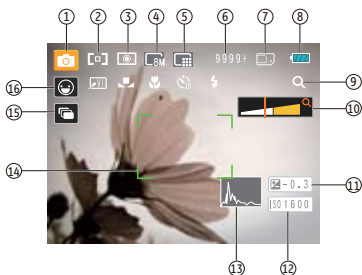 ① ② ③ ④ ⑤ ⑥ ⑦ ⑧
8M 9999+
⑯ ⑨
⑮ ⑩
⑭ -0.3 ⑪
ISO1600
⑬ ⑫